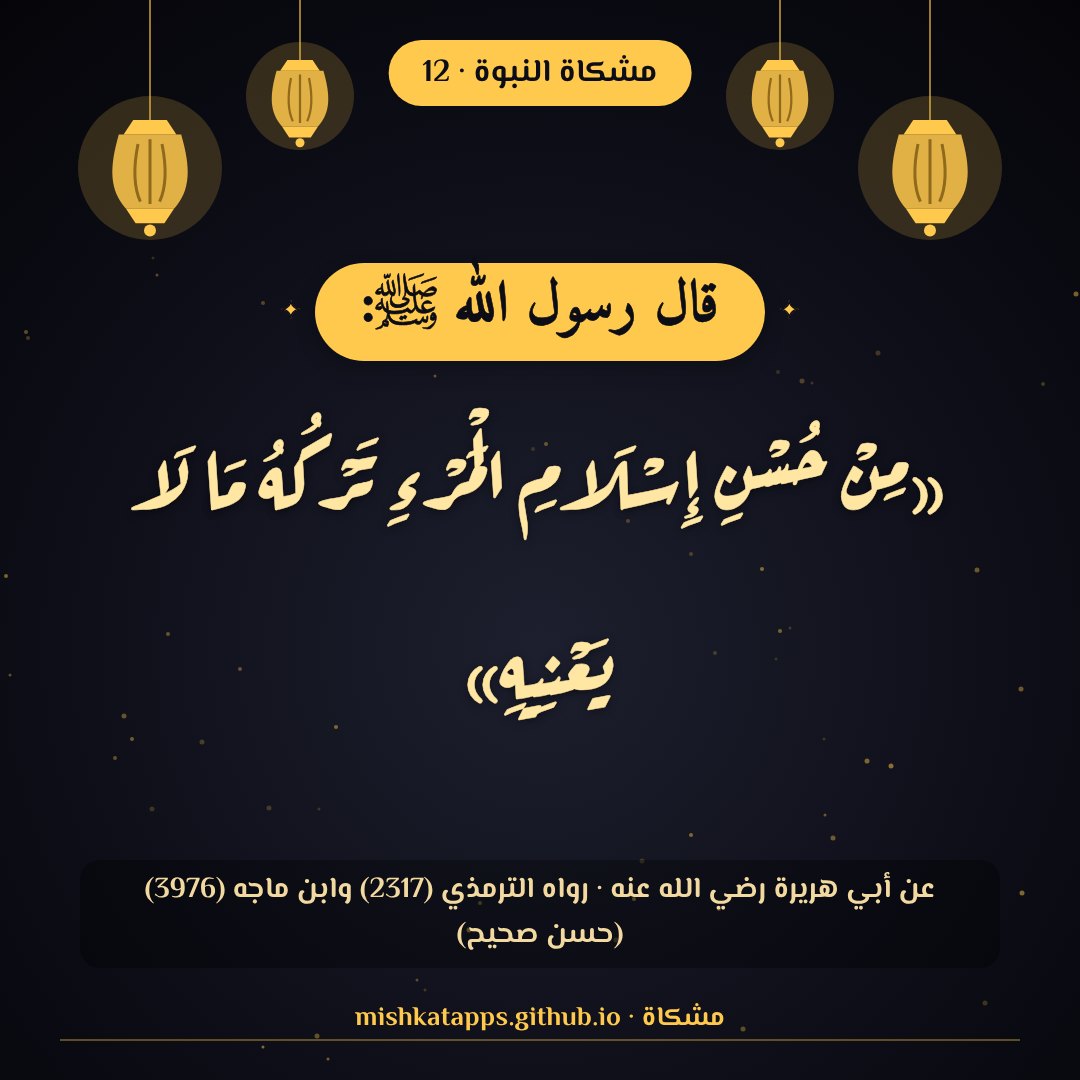 مشكاة النبوة · 12
قال رسول الله ﷺ:
«مِنْ حُسْنِ إِسْلَامِ الْمَرْءِ تَرْكُهُ مَا لَا
يَعْنِيهِ»
عن أبي هريرة رضي الله عنه · رواه الترمذي (2317) وابن ماجه (3976)
(حسن صحيح)
مشكاة · mishkatapps.github.io